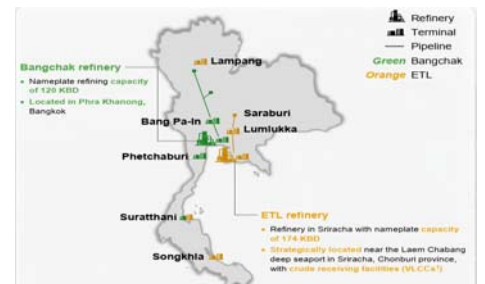 Refinery
Terminal
Pipeline
Green Bangchak
Orange ETL
Lampang
Bangchak refinery
• Nameplate refining capacity
of 120 KBD
• Located in Phra Khanong,
Bangkok
Saraburi
Bang Pa-In
Lumlukka
Phetchaburi
Suratthani
ETL refinery
• Refinery in Sriracha with nameplate capacity
of 174 KBD
• Strategically located near the Laem Chabang
deep seaport in Sriracha, Chonburi province,
with crude receiving facilities (VLCCs¹)
Songkhla